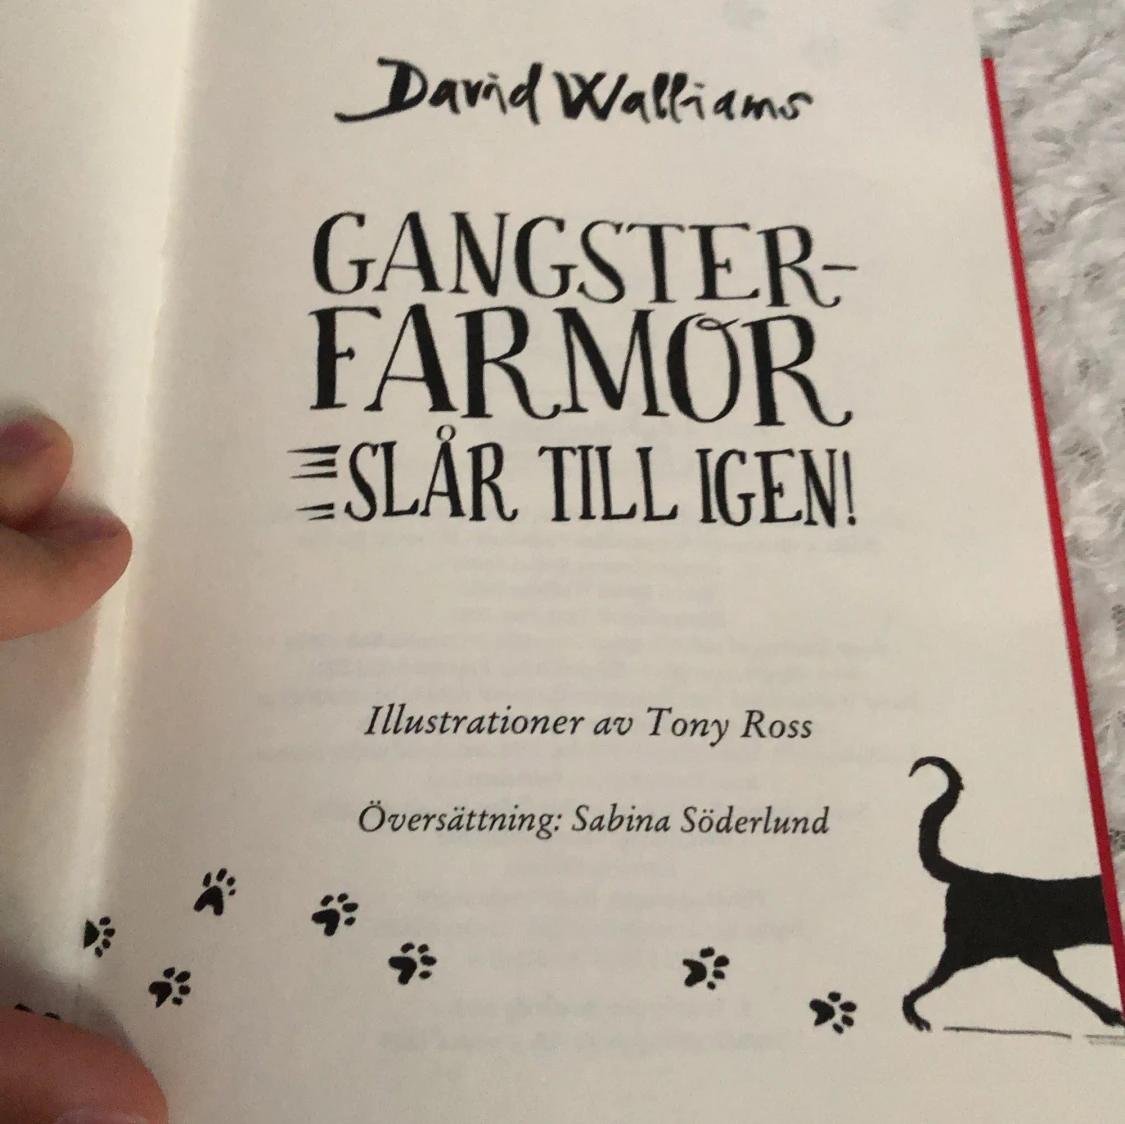 David Walliams
GANGSTER-
FARMOR
SLÅR TILL IGEN!
Illustrationer av Tony Ross
Översättning: Sabina Söderlund